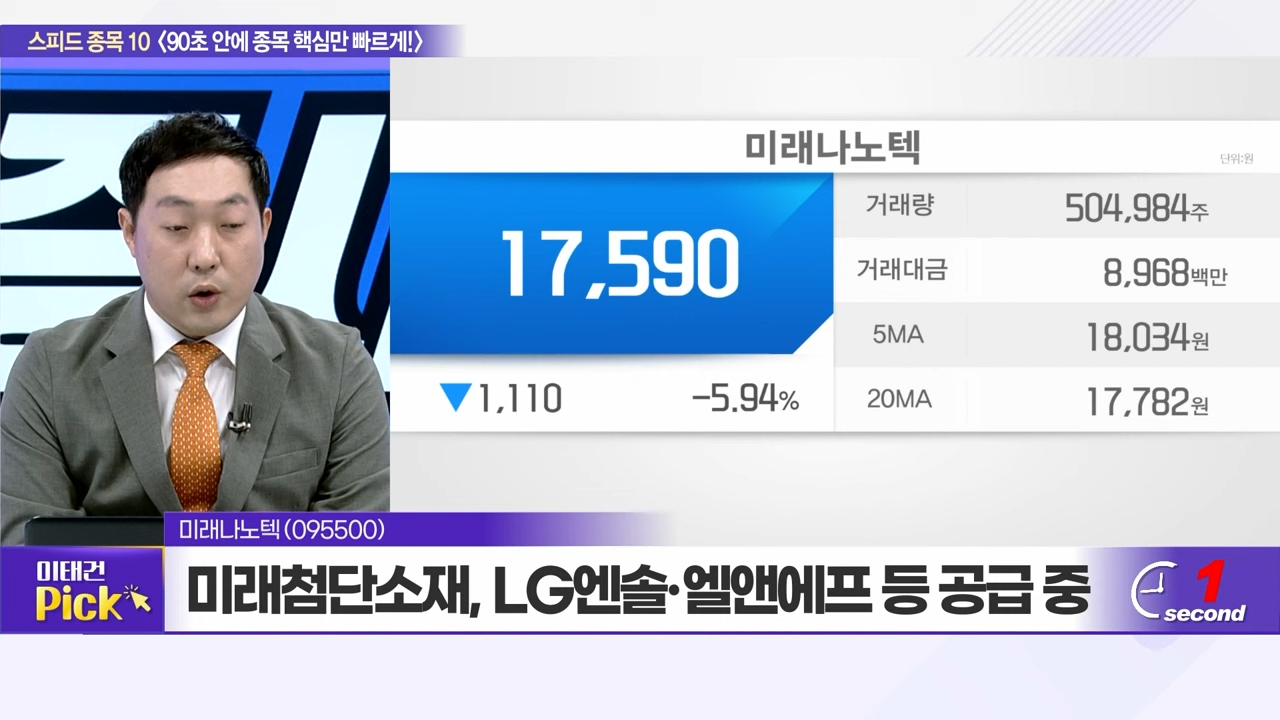 스피드 종목 10 <90초 안에 종목 핵심만 빠르게!>
미래나노텍
단위:원
17,590
▼1,110 -5.94%
거래량 504,984주
거래대금 8,968백만
5MA 18,034원
20MA 17,782원
미래나노텍(095500)
이태건
Pick
미래첨단소재, LG엔솔·엘앤에프 등 공급 중
1
second